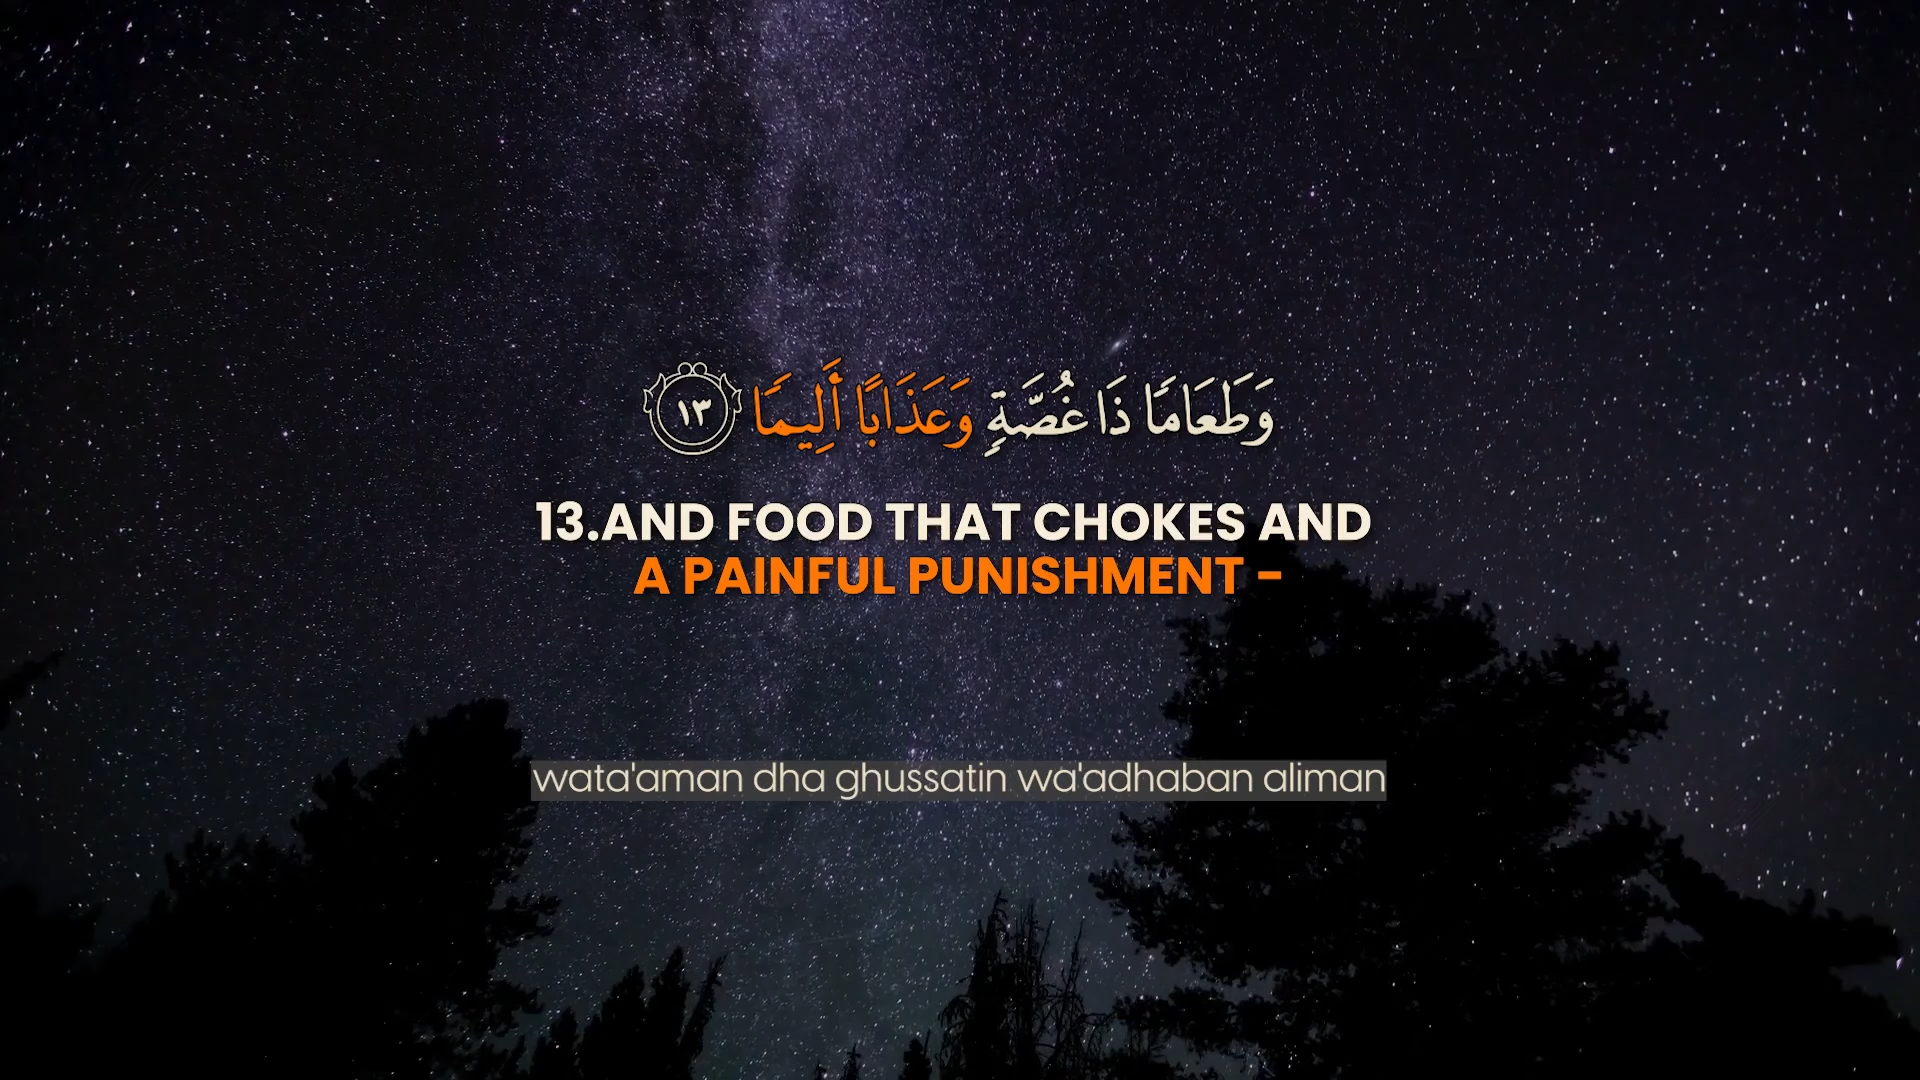 وَطَعَامًا ذَا غُصَّةٍ وَعَذَابًا أَلِيمًا ١٣
13.AND FOOD THAT CHOKES AND
A PAINFUL PUNISHMENT -
wata'aman dha ghussatin wa'adhaban aliman